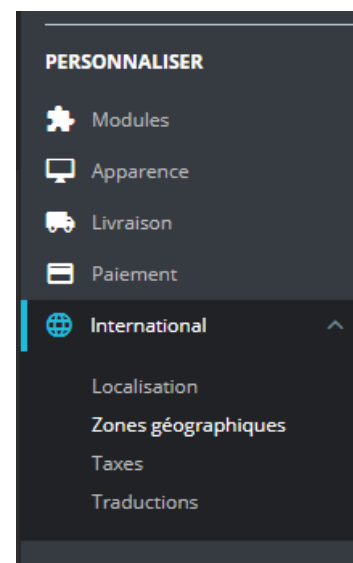 PERSONNALISER
Modules
Apparence
Livraison
Paiement
International
Localisation
Zones géographiques
Taxes
Traductions